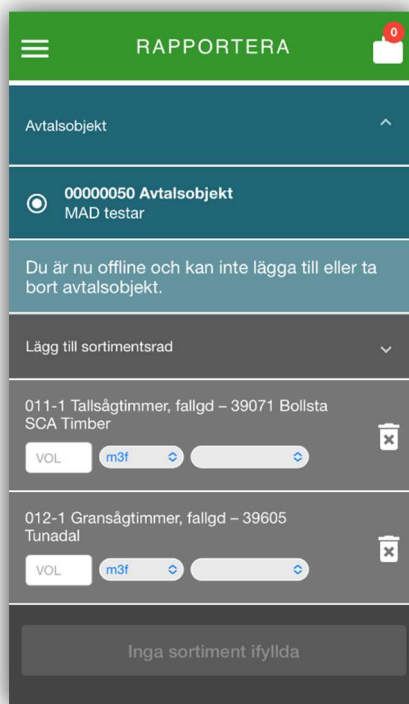 RAPPORTERA
0
Avtalsobjekt
00000050 Avtalsobjekt
MAD testar
Du är nu offline och kan inte lägga till eller ta
bort avtalsobjekt.
Lägg till sortimentsrad
011-1 Tallsågtimmer, fallgd – 39071 Bollsta
SCA Timber
VOL m3f
012-1 Gransågtimmer, fallgd – 39605
Tunadal
VOL m3f
Inga sortiment ifyllda